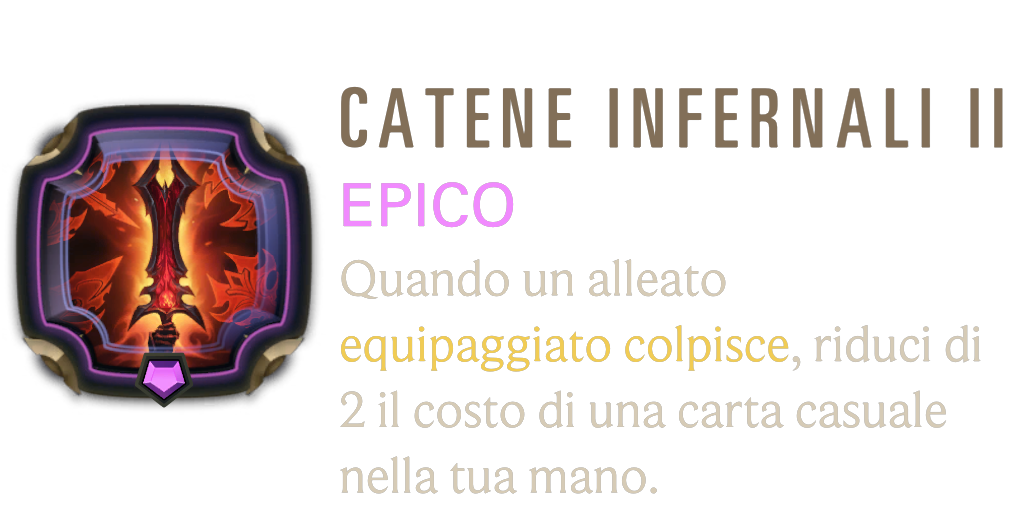 CATENE INFERNALI II
EPICO
Quando un alleato
equipaggiato colpisce, riduci di
2 il costo di una carta casuale
nella tua mano.